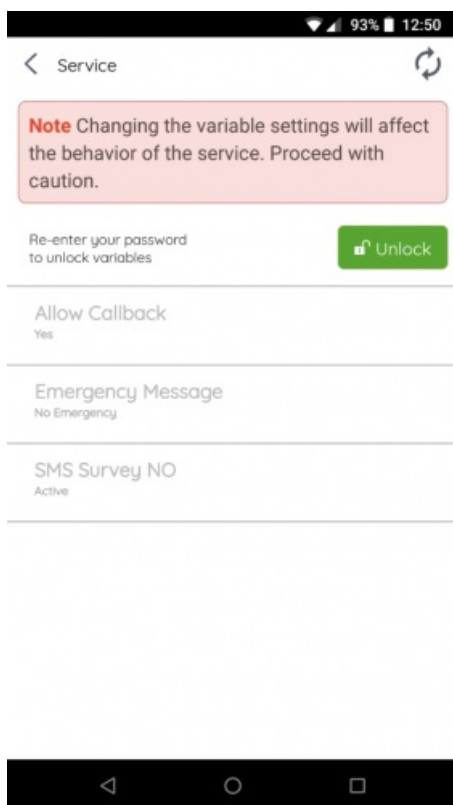 93% 12:50
Service
Note Changing the variable settings will affect
the behavior of the service. Proceed with
caution.
Re-enter your password
to unlock variables
Unlock
Allow Callback
Yes
Emergency Message
No Emergency
SMS Survey NO
Active